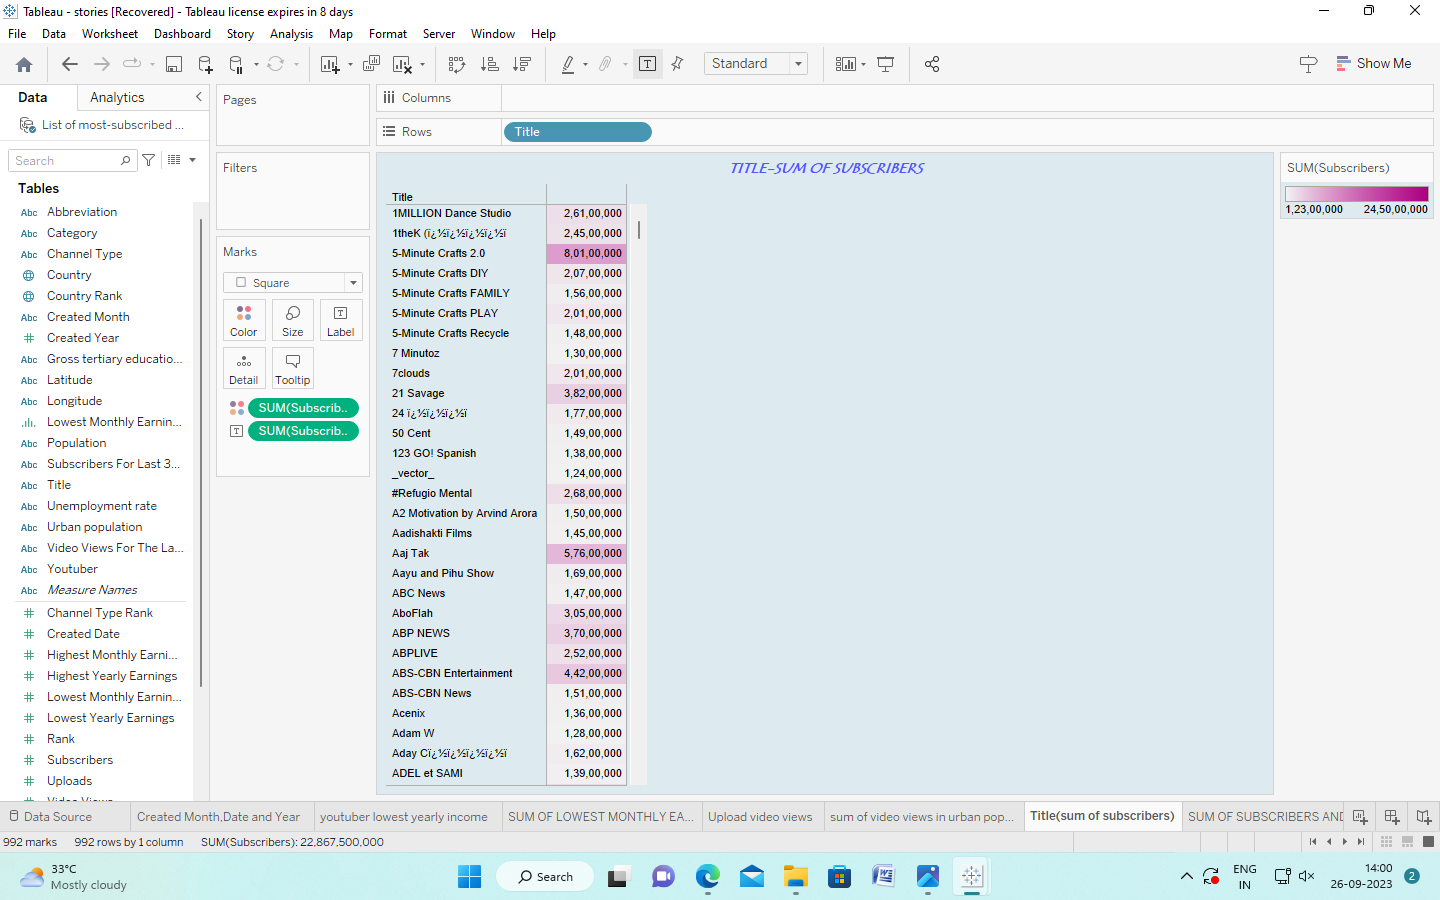 Tableau - stories [Recovered] - Tableau license expires in 8 days
File Data Worksheet Dashboard Story Analysis Map Format Server Window Help
Standard
Show Me
Data Analytics
List of most-subscribed ...
Search
Tables
Abc Abbreviation
Abc Category
Abc Channel Type
Country
Country Rank
Abc Created Month
# Created Year
Abc Gross tertiary educatio...
Abc Latitude
Abc Longitude
Lowest Monthly Earnin...
Abc Population
Abc Subscribers For Last 3...
Abc Title
Abc Unemployment rate
Abc Urban population
Abc Video Views For The La...
Abc Youtuber
Abc Measure Names
# Channel Type Rank
# Created Date
# Highest Monthly Earni...
# Highest Yearly Earnings
# Lowest Monthly Earnin...
# Lowest Yearly Earnings
# Rank
# Subscribers
# Uploads
Pages
Filters
Marks
Square
Color Size Label
Detail Tooltip
SUM(Subscrib..
SUM(Subscrib..
Columns
Rows Title
TITLE-SUM OF SUBSCRIBERS
Title
1MILLION Dance Studio 2,61,00,000
1theK (ï¿½ï¿½ï¿½ï¿½ï 2,45,00,000
5-Minute Crafts 2.0 8,01,00,000
5-Minute Crafts DIY 2,07,00,000
5-Minute Crafts FAMILY 1,56,00,000
5-Minute Crafts PLAY 2,01,00,000
5-Minute Crafts Recycle 1,48,00,000
7 Minutoz 1,30,00,000
7clouds 2,01,00,000
21 Savage 3,82,00,000
24 ï¿½ï¿½ï¿½ï 1,77,00,000
50 Cent 1,49,00,000
123 GO! Spanish 1,38,00,000
_vector_ 1,24,00,000
#Refugio Mental 2,68,00,000
A2 Motivation by Arvind Arora 1,50,00,000
Aadishakti Films 1,45,00,000
Aaj Tak 5,76,00,000
Aayu and Pihu Show 1,69,00,000
ABC News 1,47,00,000
AboFlah 3,05,00,000
ABP NEWS 3,70,00,000
ABPLIVE 2,52,00,000
ABS-CBN Entertainment 4,42,00,000
ABS-CBN News 1,51,00,000
Acenix 1,36,00,000
Adam W 1,28,00,000
Aday Cï¿½ï¿½ï¿½ï¿½ï 1,62,00,000
ADEL et SAMI 1,39,00,000
SUM(Subscribers)
1,23,00,000 24,50,00,000
Data Source Created Month,Date and Year youtuber lowest yearly income SUM OF LOWEST MONTHLY EA... Upload video views sum of video views in urban pop... Title(sum of subscribers) SUM OF SUBSCRIBERS AND
992 marks 992 rows by 1 column SUM(Subscribers): 22,867,500,000
33°C
Mostly cloudy
Search
ENG
IN
14:00
26-09-2023
2